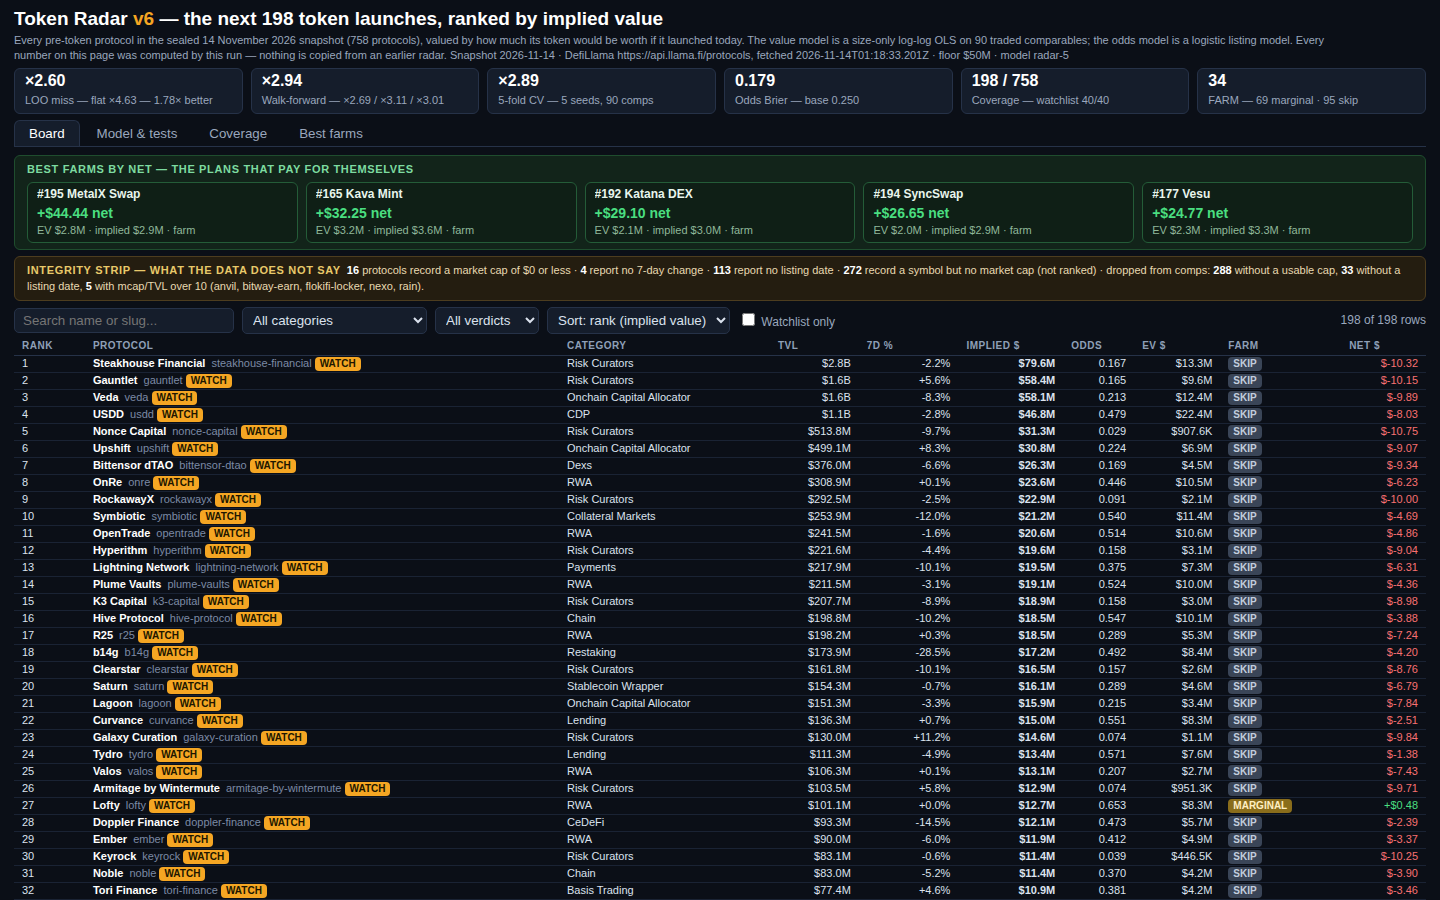 Token Radar v6 — the next 198 token launches, ranked by implied value
Every pre-token protocol in the sealed 14 November 2026 snapshot (758 protocols), valued by how much its token would be worth if it launched today. The value model is a size-only log-log OLS on 90 traded comparables; the odds model is a logistic listing model. Every
number on this page was computed by this run — nothing is copied from an earlier radar. Snapshot 2026-11-14 · DefiLlama https://api.llama.fi/protocols, fetched 2026-11-14T01:18:33.201Z · floor $50M · model radar-5
×2.60 ×2.94 ×2.89 0.179 198 / 758 34
LOO miss — flat ×4.63 — 1.78× better Walk-forward — ×2.69 / ×3.11 / ×3.01 5-fold CV — 5 seeds, 90 comps Odds Brier — base 0.250 Coverage — watchlist 40/40 FARM — 69 marginal · 95 skip
Board Model & tests Coverage Best farms
BEST FARMS BY NET — THE PLANS THAT PAY FOR THEMSELVES
#195 MetalX Swap #165 Kava Mint #192 Katana DEX #194 SyncSwap #177 Vesu
+$44.44 net +$32.25 net +$29.10 net +$26.65 net +$24.77 net
EV $2.8M · implied $2.9M · farm EV $3.2M · implied $3.6M · farm EV $2.1M · implied $3.0M · farm EV $2.0M · implied $2.9M · farm EV $2.3M · implied $3.3M · farm
INTEGRITY STRIP — WHAT THE DATA DOES NOT SAY 16 protocols record a market cap of $0 or less · 4 report no 7-day change · 113 report no listing date · 272 record a symbol but no market cap (not ranked) · dropped from comps: 288 without a usable cap, 33 without a
listing date, 5 with mcap/TVL over 10 (anvil, bitway-earn, flokifi-locker, nexo, rain).
Search name or slug... All categories All verdicts Sort: rank (implied value) Watchlist only 198 of 198 rows
RANK PROTOCOL CATEGORY TVL 7D % IMPLIED $ ODDS EV $ FARM NET $
1 Steakhouse Financial steakhouse-financial WATCH Risk Curators $2.8B -2.2% $79.6M 0.167 $13.3M SKIP $-10.32
2 Gauntlet gauntlet WATCH Risk Curators $1.6B +5.6% $58.4M 0.165 $9.6M SKIP $-10.15
3 Veda veda WATCH Onchain Capital Allocator $1.6B -8.3% $58.1M 0.213 $12.4M SKIP $-9.89
4 USDD usdd WATCH CDP $1.1B -2.8% $46.8M 0.479 $22.4M SKIP $-8.03
5 Nonce Capital nonce-capital WATCH Risk Curators $513.8M -9.7% $31.3M 0.029 $907.6K SKIP $-10.75
6 Upshift upshift WATCH Onchain Capital Allocator $499.1M +8.3% $30.8M 0.224 $6.9M SKIP $-9.07
7 Bittensor dTAO bittensor-dtao WATCH Dexs $376.0M -6.6% $26.3M 0.169 $4.5M SKIP $-9.34
8 OnRe onre WATCH RWA $308.9M +0.1% $23.6M 0.446 $10.5M SKIP $-6.23
9 RockawayX rockawayx WATCH Risk Curators $292.5M -2.5% $22.9M 0.091 $2.1M SKIP $-10.00
10 Symbiotic symbiotic WATCH Collateral Markets $253.9M -12.0% $21.2M 0.540 $11.4M SKIP $-4.69
11 OpenTrade opentrade WATCH RWA $241.5M -1.6% $20.6M 0.514 $10.6M SKIP $-4.86
12 Hyperithm hyperithm WATCH Risk Curators $221.6M -4.4% $19.6M 0.158 $3.1M SKIP $-9.04
13 Lightning Network lightning-network WATCH Payments $217.9M -10.1% $19.5M 0.375 $7.3M SKIP $-6.31
14 Plume Vaults plume-vaults WATCH RWA $211.5M -3.1% $19.1M 0.524 $10.0M SKIP $-4.36
15 K3 Capital k3-capital WATCH Risk Curators $207.7M -8.9% $18.9M 0.158 $3.0M SKIP $-8.98
16 Hive Protocol hive-protocol WATCH Chain $198.8M -10.2% $18.5M 0.547 $10.1M SKIP $-3.88
17 R25 r25 WATCH RWA $198.2M +0.3% $18.5M 0.289 $5.3M SKIP $-7.24
18 b14g b14g WATCH Restaking $173.9M -28.5% $17.2M 0.492 $8.4M SKIP $-4.20
19 Clearstar clearstar WATCH Risk Curators $161.8M -10.1% $16.5M 0.157 $2.6M SKIP $-8.76
20 Saturn saturn WATCH Stablecoin Wrapper $154.3M -0.7% $16.1M 0.289 $4.6M SKIP $-6.79
21 Lagoon lagoon WATCH Onchain Capital Allocator $151.3M -3.3% $15.9M 0.215 $3.4M SKIP $-7.84
22 Curvance curvance WATCH Lending $136.3M +0.7% $15.0M 0.551 $8.3M SKIP $-2.51
23 Galaxy Curation galaxy-curation WATCH Risk Curators $130.0M +11.2% $14.6M 0.074 $1.1M SKIP $-9.84
24 Tydro tydro WATCH Lending $111.3M -4.9% $13.4M 0.571 $7.6M SKIP $-1.38
25 Valos valos WATCH RWA $106.3M +0.1% $13.1M 0.207 $2.7M SKIP $-7.43
26 Armitage by Wintermute armitage-by-wintermute WATCH Risk Curators $103.5M +5.8% $12.9M 0.074 $951.3K SKIP $-9.71
27 Lofty lofty WATCH RWA $101.1M +0.0% $12.7M 0.653 $8.3M MARGINAL +$0.48
28 Doppler Finance doppler-finance WATCH CeDeFi $93.3M -14.5% $12.1M 0.473 $5.7M SKIP $-2.39
29 Ember ember WATCH RWA $90.0M -6.0% $11.9M 0.412 $4.9M SKIP $-3.37
30 Keyrock keyrock WATCH Risk Curators $83.1M -0.6% $11.4M 0.039 $446.5K SKIP $-10.25
31 Noble noble WATCH Chain $83.0M -5.2% $11.4M 0.370 $4.2M SKIP $-3.90
32 Tori Finance tori-finance WATCH Basis Trading $77.4M +4.6% $10.9M 0.381 $4.2M SKIP $-3.46